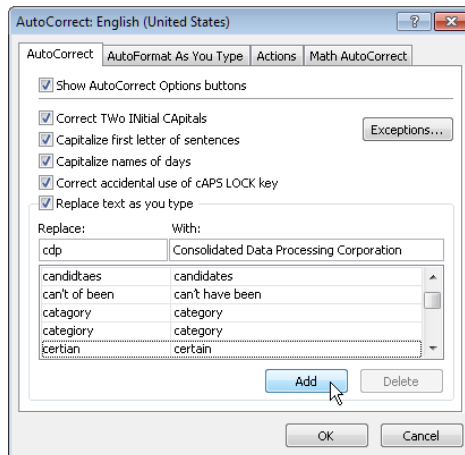 AutoCorrect: English (United States)
AutoCorrect AutoFormat As You Type Actions Math AutoCorrect
Show AutoCorrect Options buttons
Correct TWo INitial CApitals
Exceptions...
Capitalize first letter of sentences
Capitalize names of days
Correct accidental use of cAPS LOCK key
Replace text as you type
Replace: With:
cdp Consolidated Data Processing Corporation
candidtaes candidates
can't of been can't have been
catagory category
categiory category
certian certain
Add Delete
OK Cancel